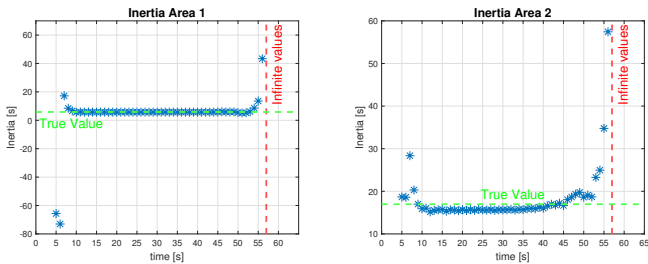 Inertia Area 1
Inertia [s]
60
40
20
0
-20
-40
-60
-80
True Value
Infinite values
0 5 10 15 20 25 30 35 40 45 50 55 60
time [s]
Inertia Area 2
Inertia [s]
60
50
40
30
20
10
True Value
Infinite values
0 5 10 15 20 25 30 35 40 45 50 55 60 65
time [s]